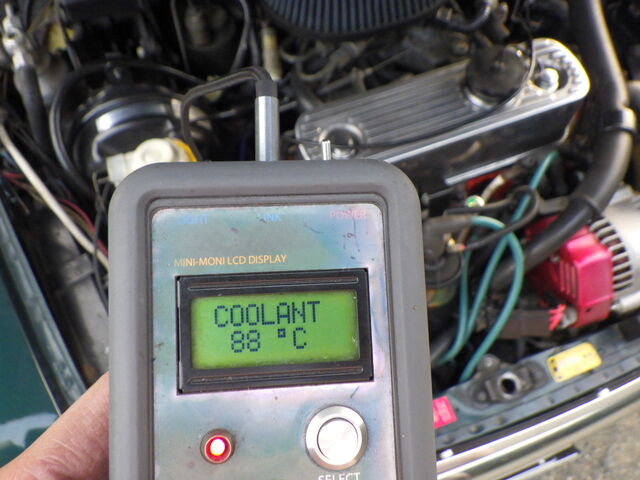 POWER
MINI-MONI LCD DISPLAY
COOLANT
88 °C
SELECT